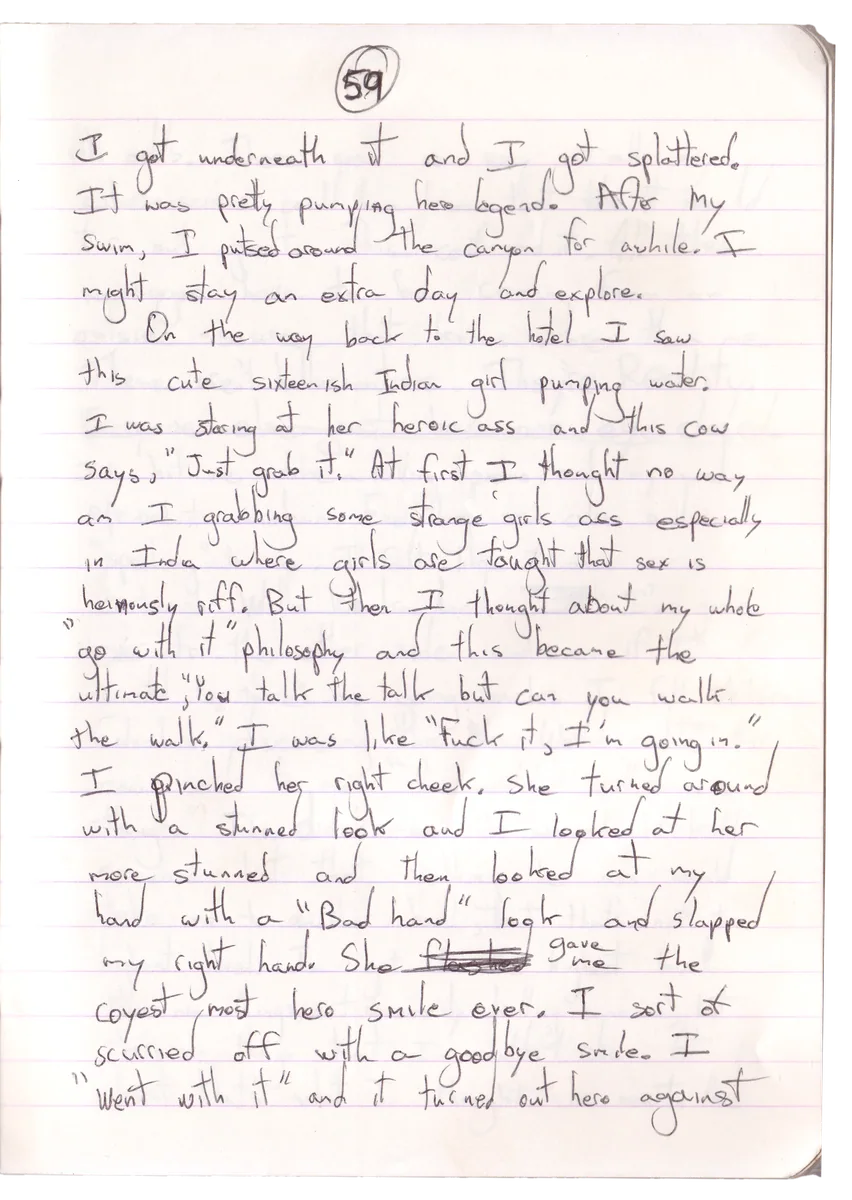 59
I got underneath it and I got splattered.
It was pretty pumping hero legend. After my
swim, I putsed around the canyon for awhile. I
might stay an extra day and explore.
On the way back to the hotel I saw
this cute sixteenish Indian girl pumping water.
I was staring at her heroic ass and this cow
says, "Just grab it." At first I thought no way
am I grabbing some strange girls ass especially
in India where girls are taught that sex is
heinously riff. But then I thought about my whole
"go with it" philosophy and this became the
ultimate, "You talk the talk but can you walk
the walk." I was like "Fuck it, I'm going in."
I pinched her right cheek. She turned around
with a stunned look and I looked at her
more stunned and then looked at my
hand with a "Bad hand" look and slapped
my right hand. She gave me the
coyest, most hero smile ever. I sort of
scurried off with a goodbye smile. I
"Went with it" and it turned out hero against